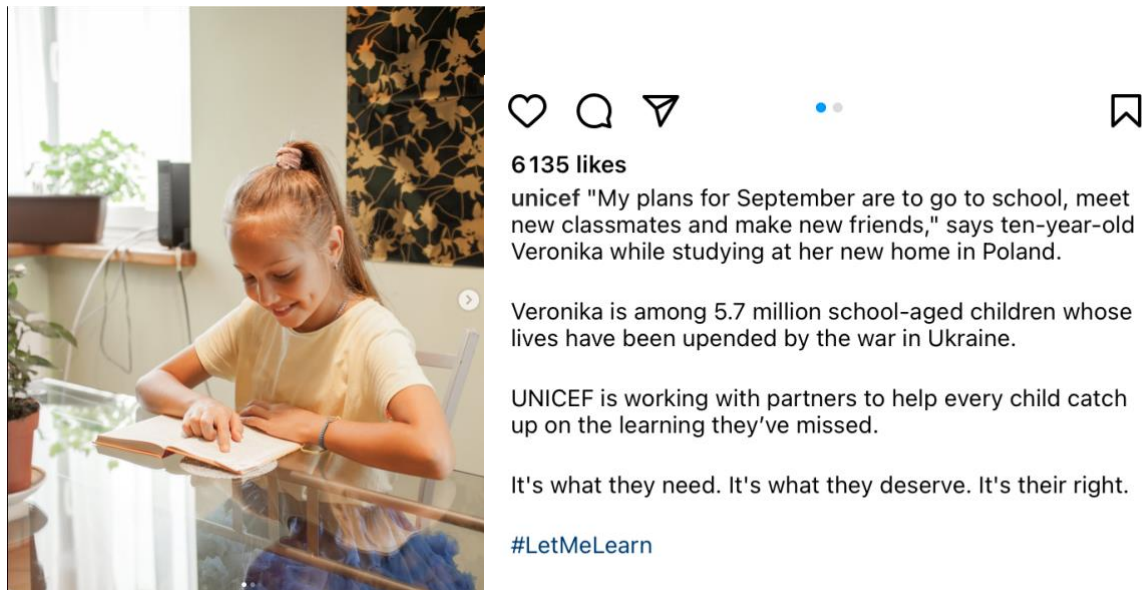 6 135 likes
unicef "My plans for September are to go to school, meet
new classmates and make new friends," says ten-year-old
Veronika while studying at her new home in Poland.
Veronika is among 5.7 million school-aged children whose
lives have been upended by the war in Ukraine.
UNICEF is working with partners to help every child catch
up on the learning they’ve missed.
It's what they need. It's what they deserve. It's their right.
#LetMeLearn